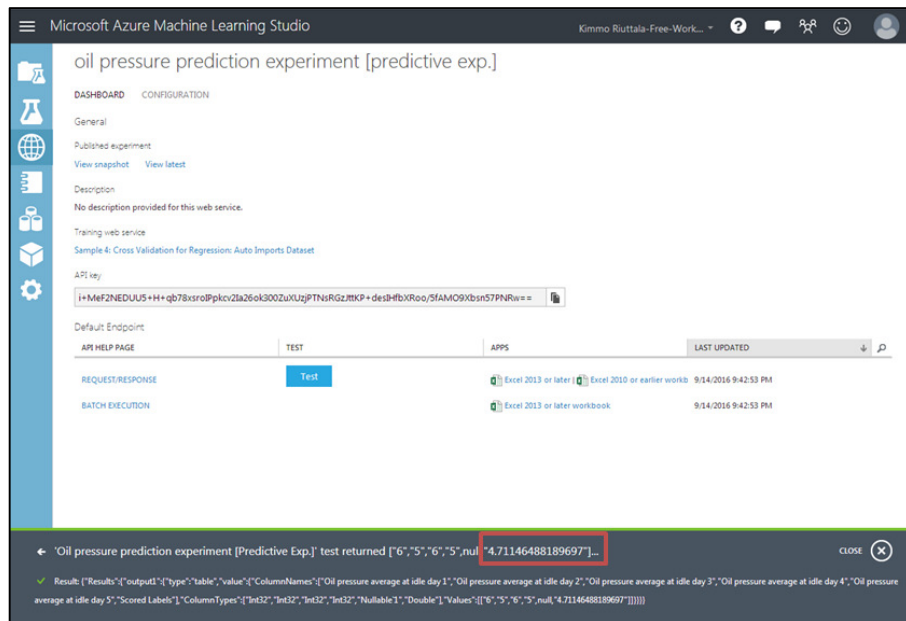 Microsoft Azure Machine Learning Studio
Kimmo Riuttala-Free-Work...
oil pressure prediction experiment [predictive exp.]
DASHBOARD CONFIGURATION
General
Published experiment
View snapshot View latest
Description
No description provided for this web service.
Training web service
Sample 4: Cross Validation for Regression: Auto Imports Dataset
API key
Default Endpoint
API HELP PAGE TEST APPS LAST UPDATED
REQUEST/RESPONSE Test Excel 2013 or later | Excel 2010 or earlier workb 9/14/2016 9:42:53 PM
BATCH EXECUTION Excel 2013 or later workbook 9/14/2016 9:42:53 PM
'Oil pressure prediction experiment [Predictive Exp.]' test returned ["6","5","6","5",null,"4.71146488189697"]...
CLOSE
Result: {"Results":{"output1":{"type":"table","value":{"ColumnNames":["Oil pressure average at idle day 1","Oil pressure average at idle day 2","Oil pressure average at idle day 3","Oil pressure average at idle day 4","Oil pressure
average at idle day 5","Scored Labels"],"ColumnTypes":["Int32","Int32","Int32","Int32","Nullable`1","Double"],"Values":[["6","5","6","5",null,"4.71146488189697"]]}}}}